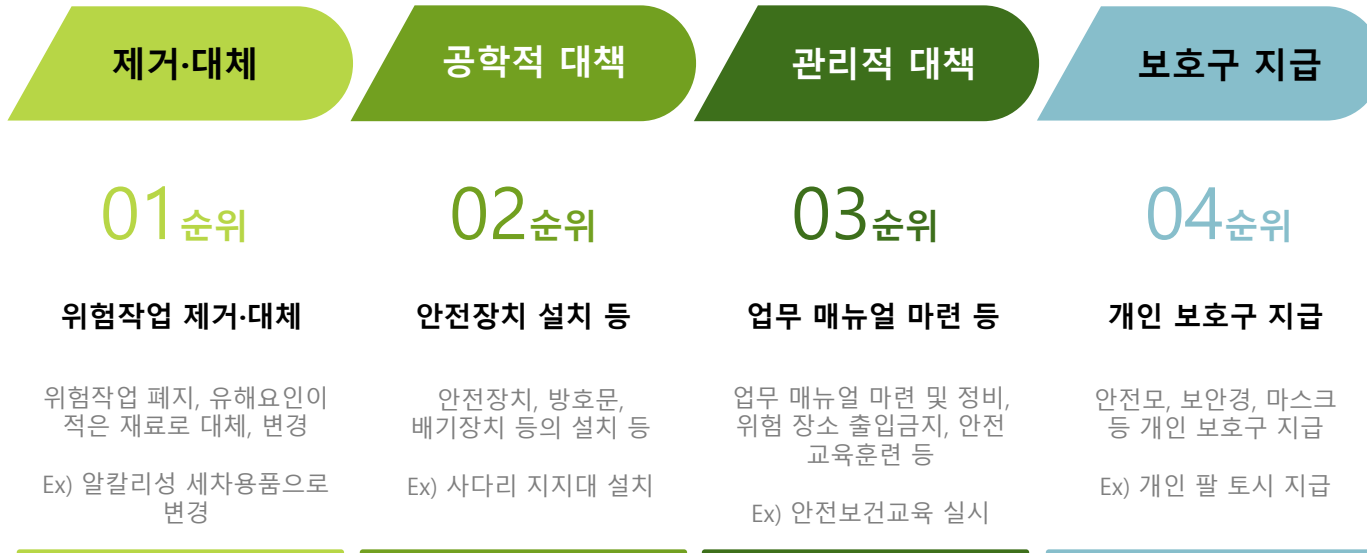 제거·대체
공학적 대책
관리적 대책
보호구 지급
01순위
02순위
03순위
04순위
위험작업 제거·대체
안전장치 설치 등
업무 매뉴얼 마련 등
개인 보호구 지급
위험작업 폐지, 유해요인이
적은 재료로 대체, 변경
Ex) 알칼리성 세차용품으로
변경
안전장치, 방호문,
배기장치 등의 설치 등
Ex) 사다리 지지대 설치
업무 매뉴얼 마련 및 정비,
위험 장소 출입금지, 안전
교육훈련 등
Ex) 안전보건교육 실시
안전모, 보안경, 마스크
등 개인 보호구 지급
Ex) 개인 팔 토시 지급